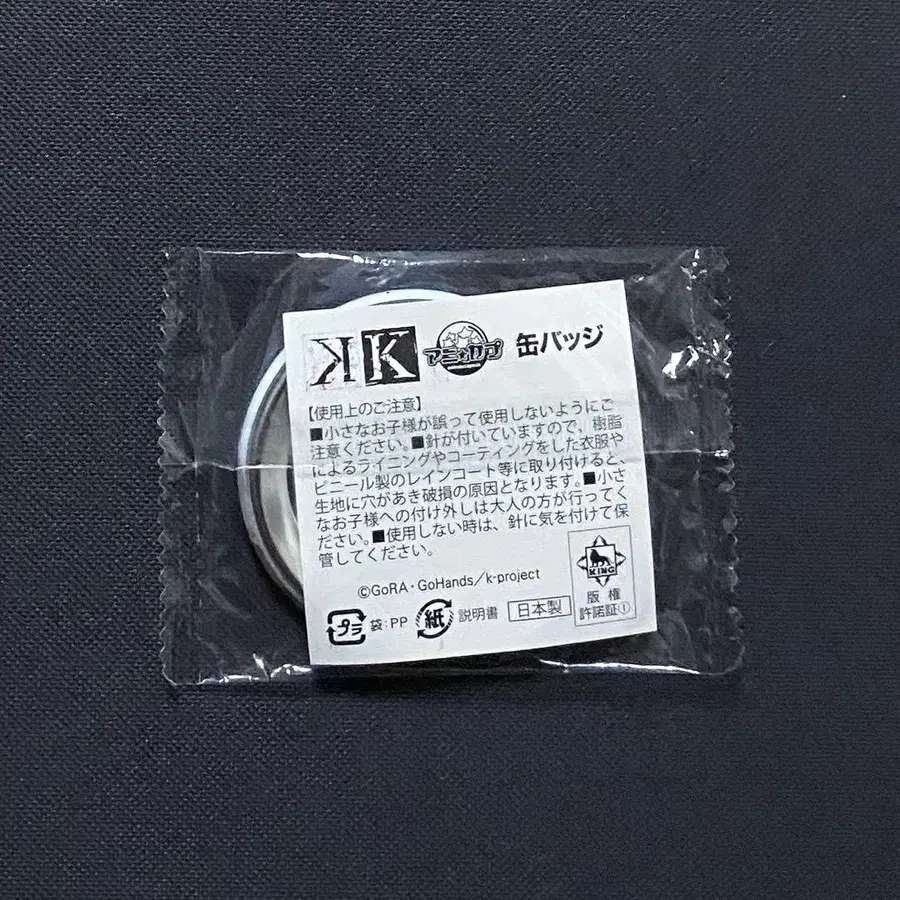 KK アニ★カプ 缶バッジ
【使用上のご注意】
■小さなお子様が誤って使用しないようにご
注意ください。■針が付いていますので、樹脂
によるライニングやコーティングをした衣服や
ビニール製のレインコート等に取り付けると、
生地に穴があき破損の原因となります。■小さ
なお子様への付け外しは大人の方が行ってく
ださい。■使用しない時は、針に気を付けて保
管してください。
©GoRA・GoHands/k-project
KING
版権
許諾証①
プラ 袋:PP 紙 説明書 日本製